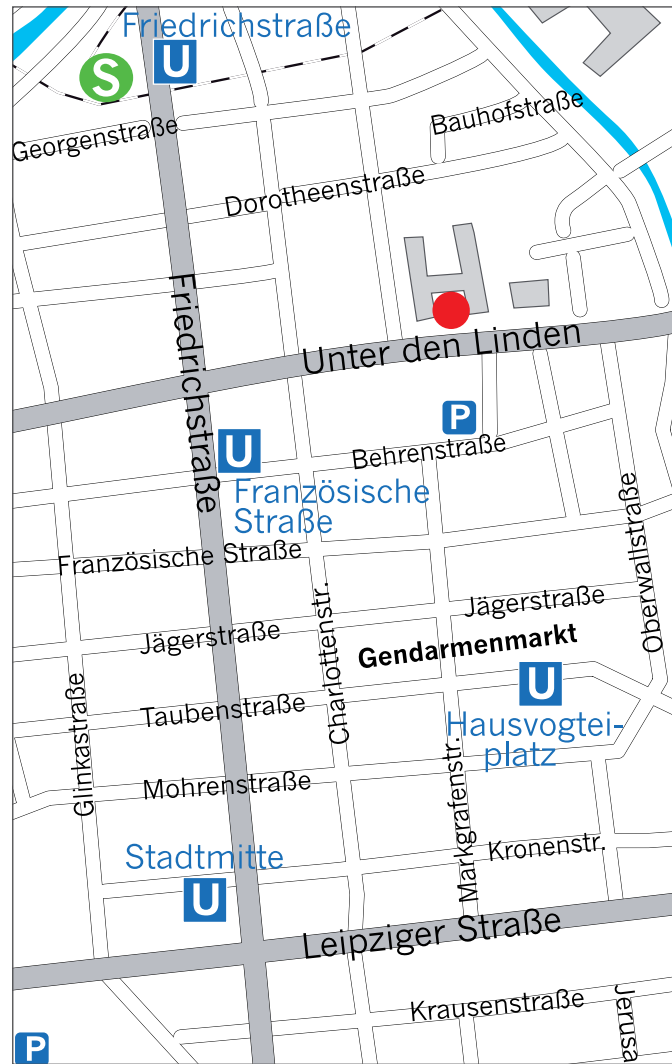 Friedrichstraße
S
U
Georgenstraße
Bauhofstraße
Dorotheenstraße
Friedrichstraße
Unter den Linden
P
U
Behrenstraße
Französische
Straße
Französische Straße
Oberwallstraße
Jägerstraße
Jägerstraße
Charlottenstr.
Gendarmenmarkt
U
Glinkastraße
Taubenstraße
Hausvogtei-
platz
Mohrenstraße
Markgrafenstr.
Kronenstr.
Stadtmitte
U
Leipziger Straße
Krausenstraße
Jerusa
P